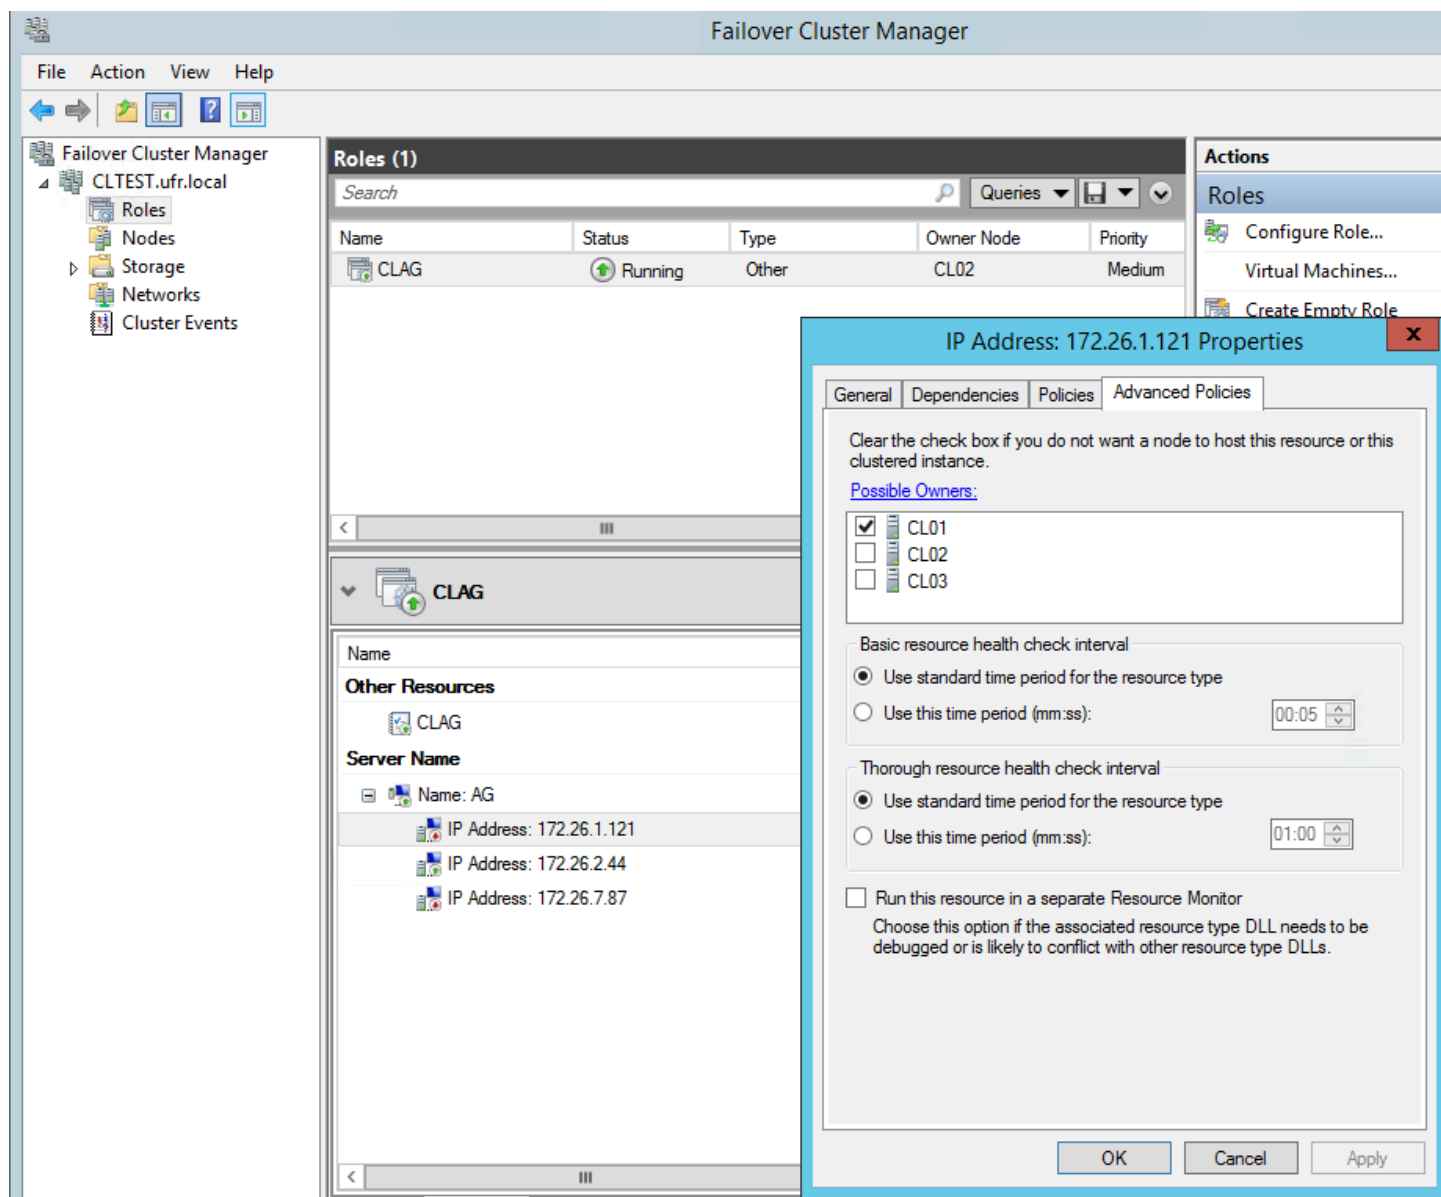 Failover Cluster Manager
File Action View Help
Failover Cluster Manager
CLTEST.ufr.local
Roles
Nodes
Storage
Networks
Cluster Events
Roles (1)
Search
Queries
Name Status Type Owner Node Priority
CLAG Running Other CL02 Medium
Actions
Roles
Configure Role...
Virtual Machines...
Create Empty Role
CLAG
Name
Other Resources
CLAG
Server Name
Name: AG
IP Address: 172.26.1.121
IP Address: 172.26.2.44
IP Address: 172.26.7.87
IP Address: 172.26.1.121 Properties
X
General Dependencies Policies Advanced Policies
Clear the check box if you do not want a node to host this resource or this
clustered instance.
Possible Owners:
CL01
CL02
CL03
Basic resource health check interval
Use standard time period for the resource type
Use this time period (mm:ss): 00:05
Thorough resource health check interval
Use standard time period for the resource type
Use this time period (mm:ss): 01:00
Run this resource in a separate Resource Monitor
Choose this option if the associated resource type DLL needs to be
debugged or is likely to conflict with other resource type DLLs.
OK Cancel Apply